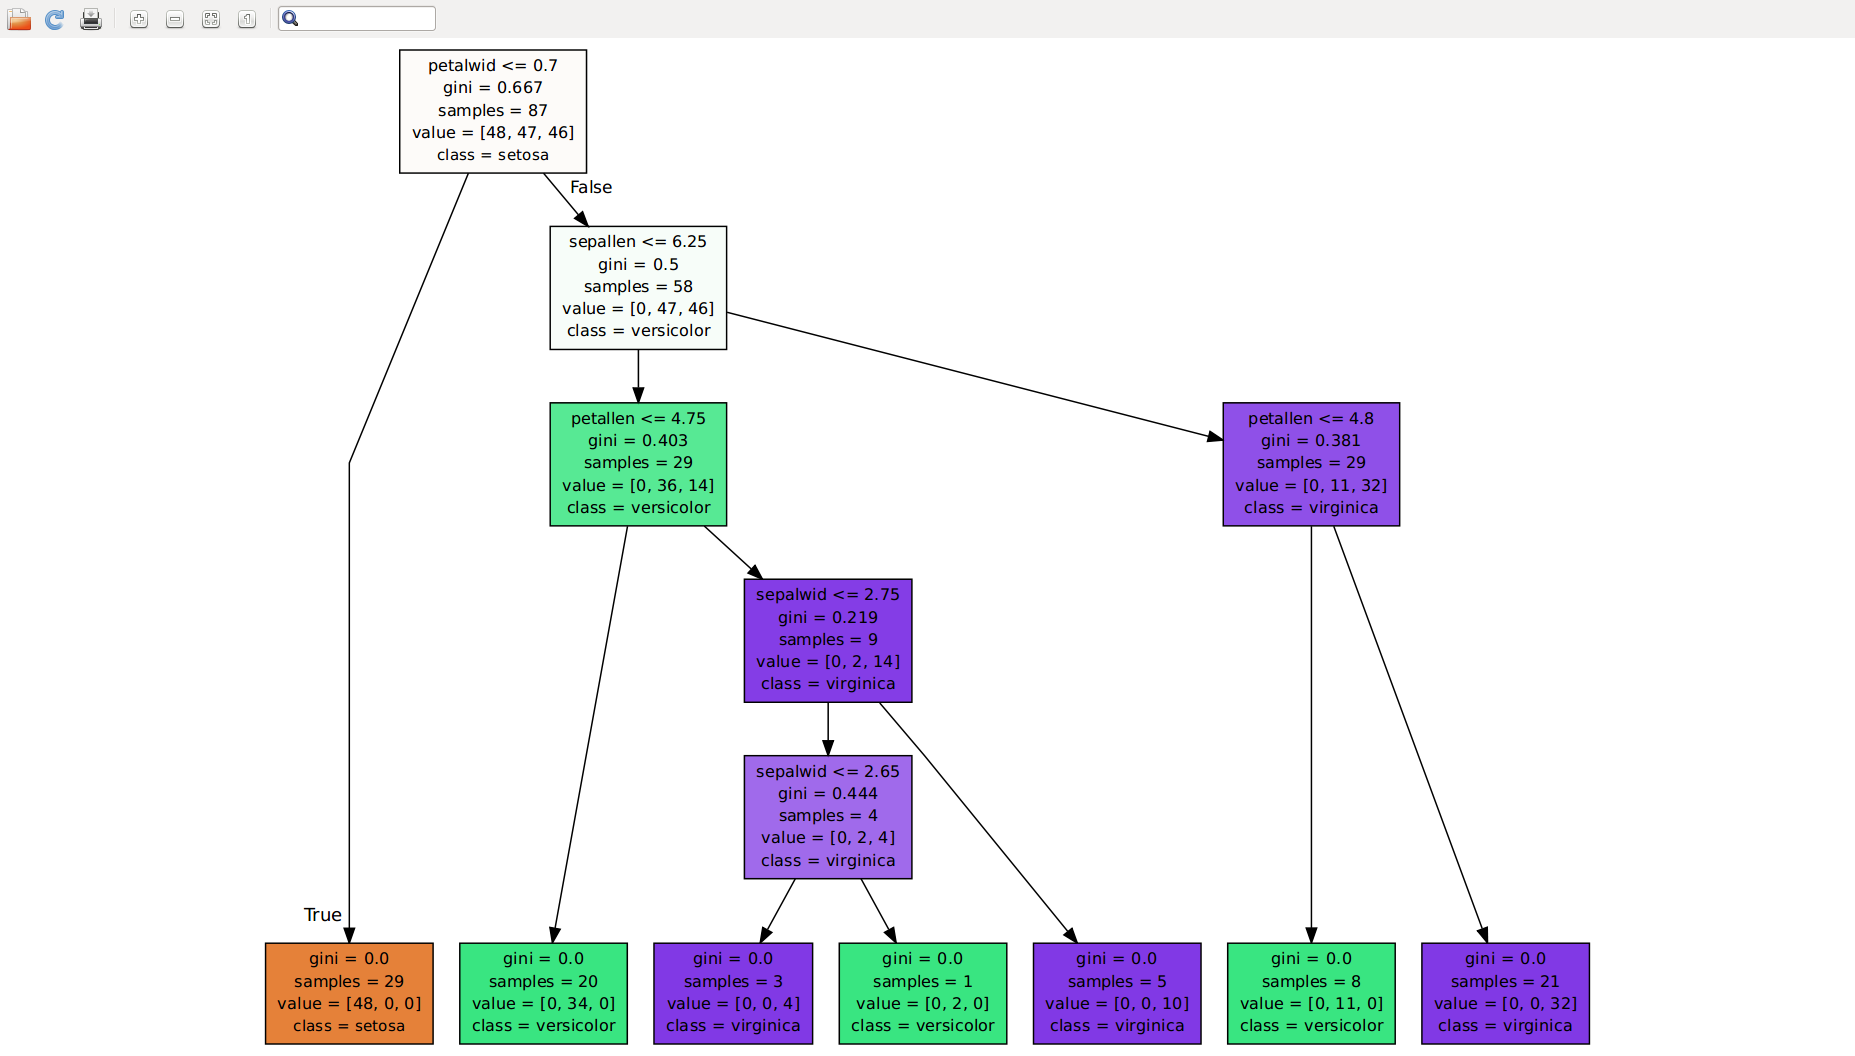 1
petalwid <= 0.7
gini = 0.667
samples = 87
value = [48, 47, 46]
class = setosa
False
sepallen <= 6.25
gini = 0.5
samples = 58
value = [0, 47, 46]
class = versicolor
petallen <= 4.75
gini = 0.403
samples = 29
value = [0, 36, 14]
class = versicolor
petallen <= 4.8
gini = 0.381
samples = 29
value = [0, 11, 32]
class = virginica
sepalwid <= 2.75
gini = 0.219
samples = 9
value = [0, 2, 14]
class = virginica
sepalwid <= 2.65
gini = 0.444
samples = 4
value = [0, 2, 4]
class = virginica
True
gini = 0.0
samples = 29
value = [48, 0, 0]
class = setosa
gini = 0.0
samples = 20
value = [0, 34, 0]
class = versicolor
gini = 0.0
samples = 3
value = [0, 0, 4]
class = virginica
gini = 0.0
samples = 1
value = [0, 2, 0]
class = versicolor
gini = 0.0
samples = 5
value = [0, 0, 10]
class = virginica
gini = 0.0
samples = 8
value = [0, 11, 0]
class = versicolor
gini = 0.0
samples = 21
value = [0, 0, 32]
class = virginica